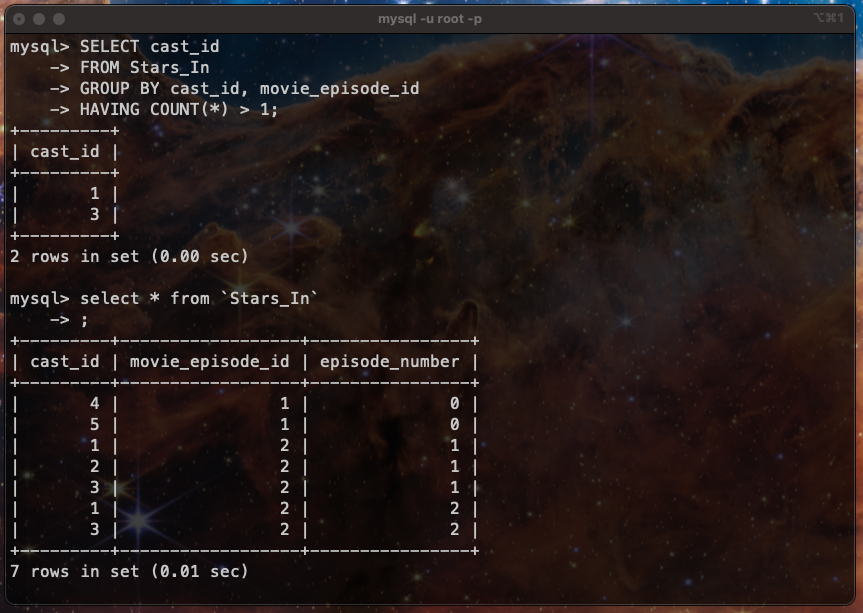 mysql -u root -p
⌥⌘1
mysql> SELECT cast_id
    -> FROM Stars_In
    -> GROUP BY cast_id, movie_episode_id
    -> HAVING COUNT(*) > 1;
+---------+
| cast_id |
+---------+
|       1 |
|       3 |
+---------+
2 rows in set (0.00 sec)
mysql> select * from `Stars_In`
    -> ;
+---------+------------------+----------------+
| cast_id | movie_episode_id | episode_number |
+---------+------------------+----------------+
|       4 |                1 |              0 |
|       5 |                1 |              0 |
|       1 |                2 |              1 |
|       2 |                2 |              1 |
|       3 |                2 |              1 |
|       1 |                2 |              2 |
|       3 |                2 |              2 |
+---------+------------------+----------------+
7 rows in set (0.01 sec)